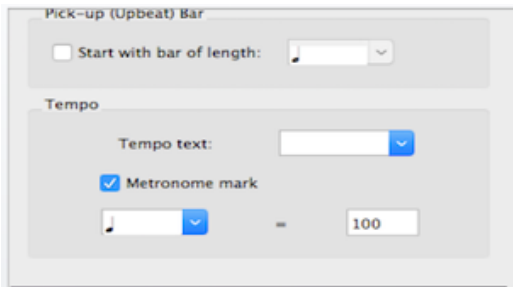 Pick-up (Upbeat) Bar
Start with bar of length:
Tempo
Tempo text:
Metronome mark
= 100